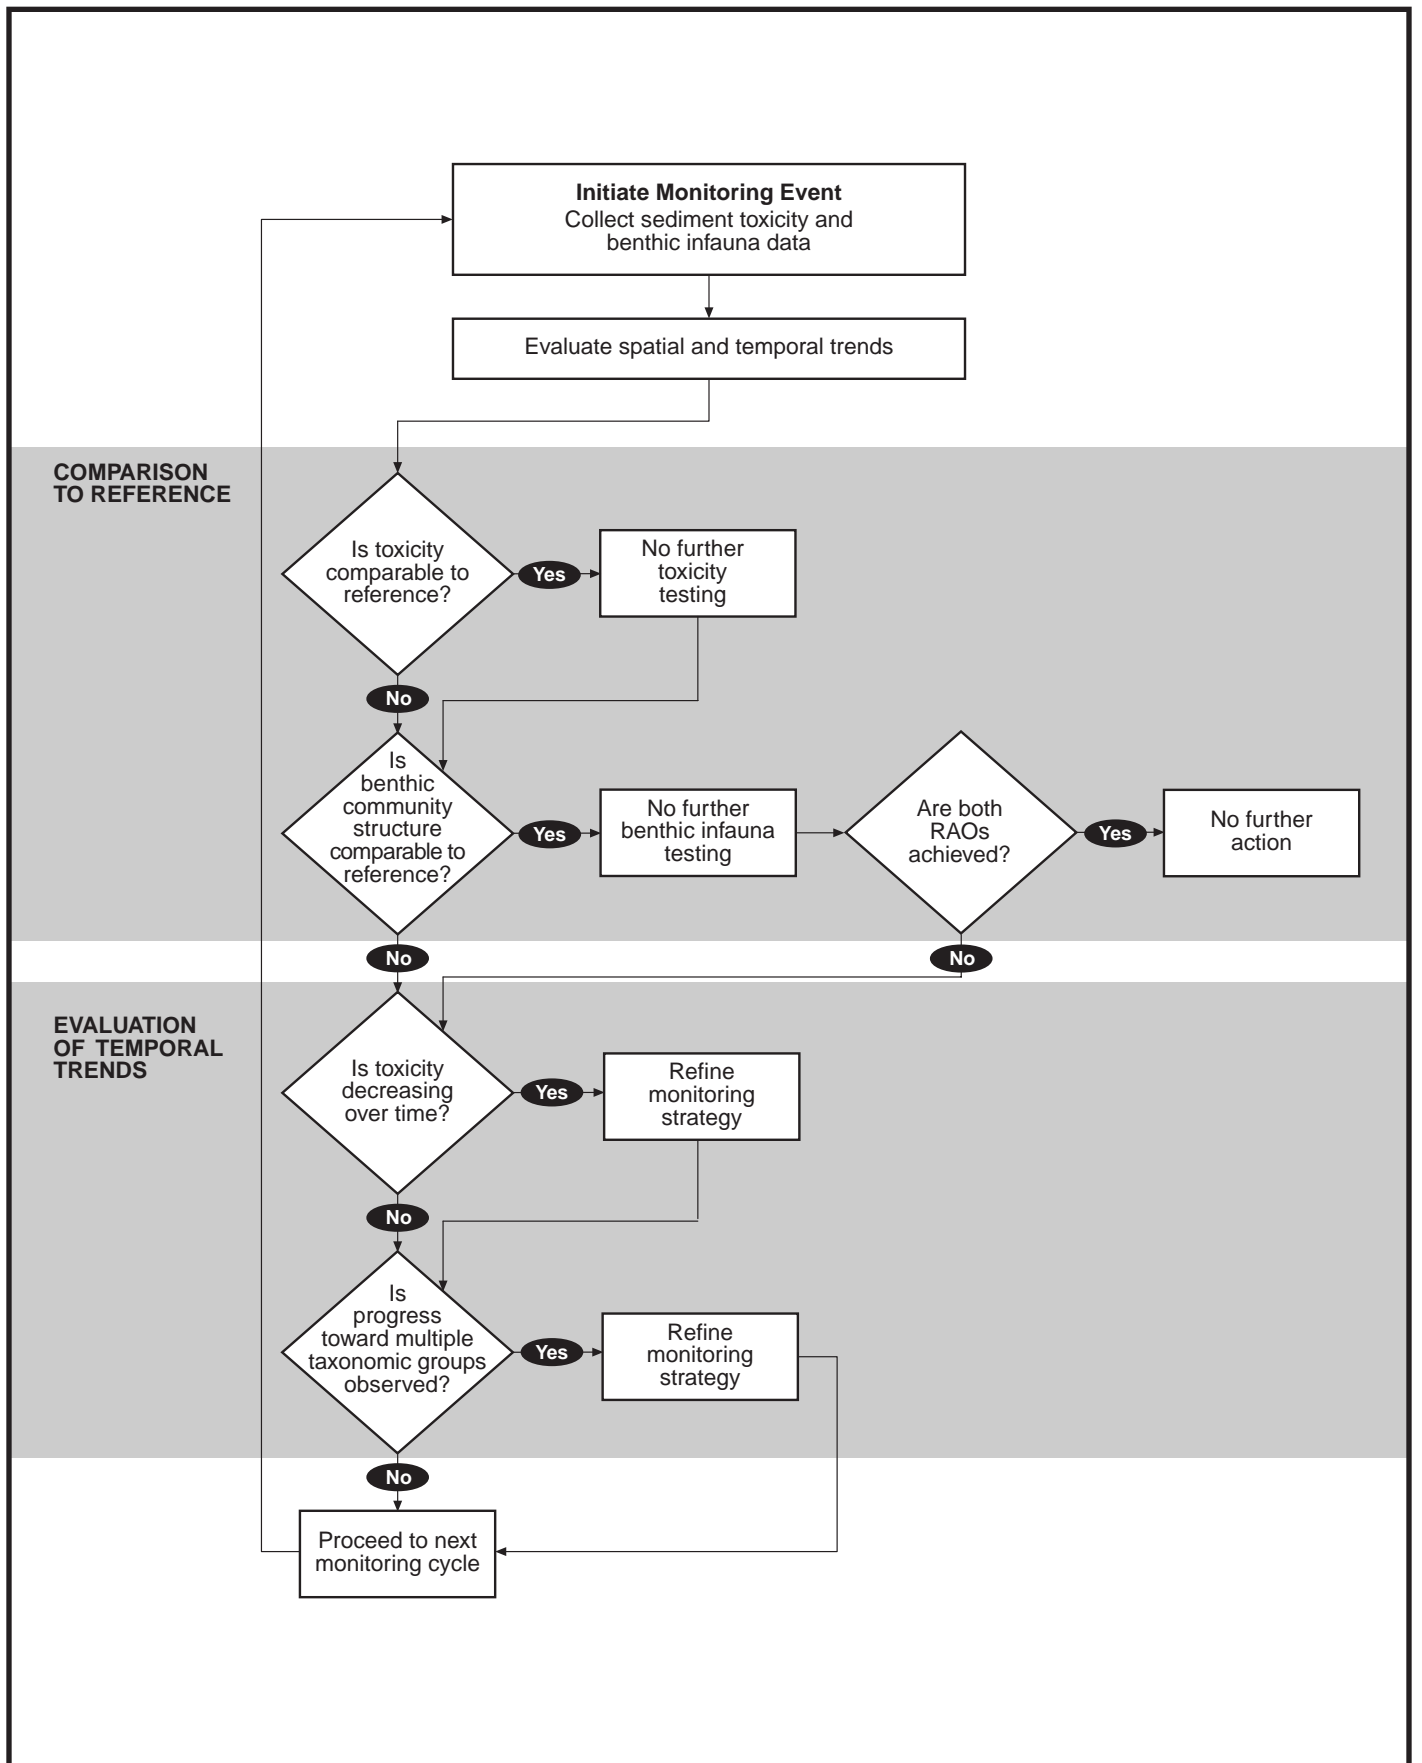 Initiate Monitoring Event
Collect sediment toxicity and
benthic infauna data
Evaluate spatial and temporal trends
COMPARISON
TO REFERENCE
Is toxicity
comparable to
reference?
Yes
No further
toxicity
testing
No
Is
benthic
community
structure
comparable to
reference?
Yes
No further
benthic infauna
testing
Are both
RAOs
achieved?
Yes
No further
action
No
No
EVALUATION
OF TEMPORAL
TRENDS
Is toxicity
decreasing
over time?
Yes
Refine
monitoring
strategy
No
Is
progress
toward multiple
taxonomic groups
observed?
Yes
Refine
monitoring
strategy
No
Proceed to next
monitoring cycle